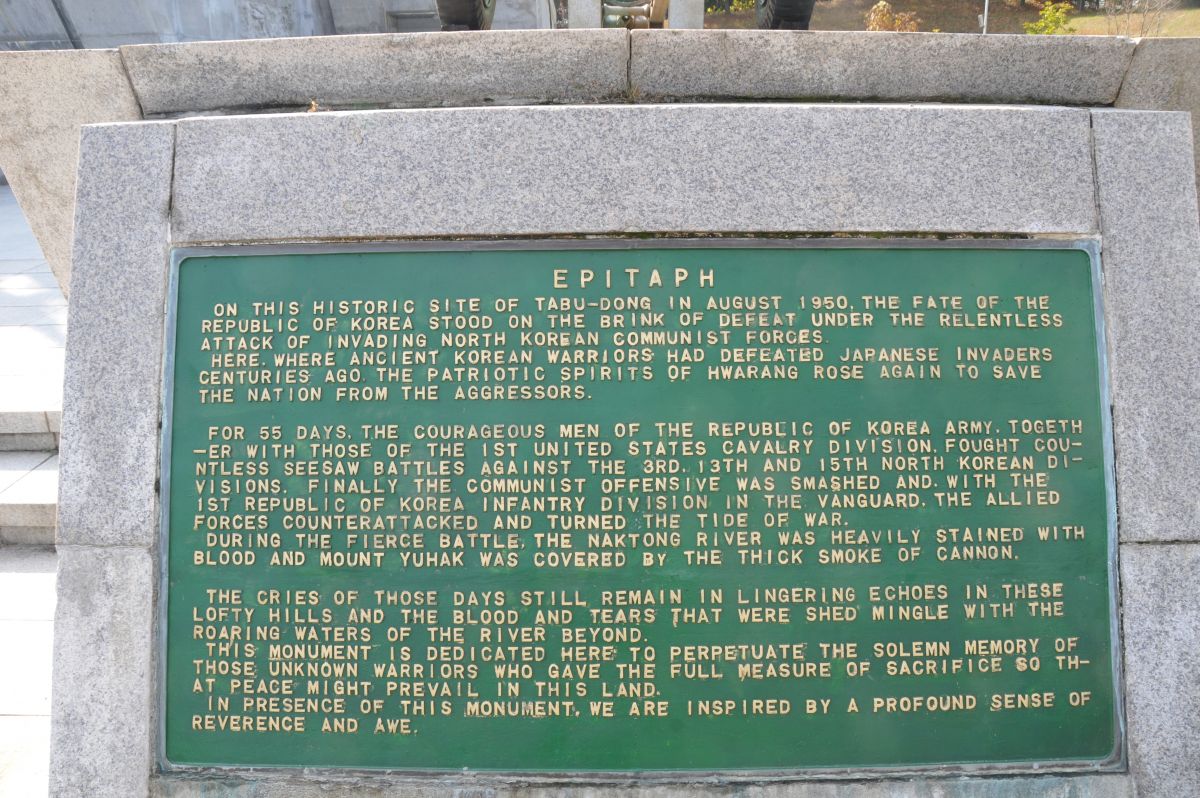 EPITAPH
ON THIS HISTORIC SITE OF TABU-DONG IN AUGUST 1950, THE FATE OF THE
REPUBLIC OF KOREA STOOD ON THE BRINK OF DEFEAT UNDER THE RELENTLESS
ATTACK OF INVADING NORTH KOREAN COMMUNIST FORCES.
HERE, WHERE ANCIENT KOREAN WARRIORS HAD DEFEATED JAPANESE INVADERS
CENTURIES AGO, THE PATRIOTIC SPIRITS OF HWARANG ROSE AGAIN TO SAVE
THE NATION FROM THE AGGRESSORS.
FOR 55 DAYS, THE COURAGEOUS MEN OF THE REPUBLIC OF KOREA ARMY, TOGETH
-ER WITH THOSE OF THE 1ST UNITED STATES CAVALRY DIVISION, FOUGHT COU-
NTLESS SEESAW BATTLES AGAINST THE 3RD, 13TH AND 15TH NORTH KOREAN DI-
VISIONS. FINALLY THE COMMUNIST OFFENSIVE WAS SMASHED AND, WITH THE
1ST REPUBLIC OF KOREA INFANTRY DIVISION IN THE VANGUARD, THE ALLIED
FORCES COUNTERATTACKED AND TURNED THE TIDE OF WAR.
DURING THE FIERCE BATTLE, THE NAKTONG RIVER WAS HEAVILY STAINED WITH
BLOOD AND MOUNT YUHAK WAS COVERED BY THE THICK SMOKE OF CANNON.
THE CRIES OF THOSE DAYS STILL REMAIN IN LINGERING ECHOES IN THESE
LOFTY HILLS AND THE BLOOD AND TEARS THAT WERE SHED MINGLE WITH THE
ROARING WATERS OF THE RIVER BEYOND.
THIS MONUMENT IS DEDICATED HERE TO PERPETUATE THE SOLEMN MEMORY OF
THOSE UNKNOWN WARRIORS WHO GAVE THE FULL MEASURE OF SACRIFICE SO TH-
AT PEACE MIGHT PREVAIL IN THIS LAND.
IN PRESENCE OF THIS MONUMENT, WE ARE INSPIRED BY A PROFOUND SENSE OF
REVERENCE AND AWE.